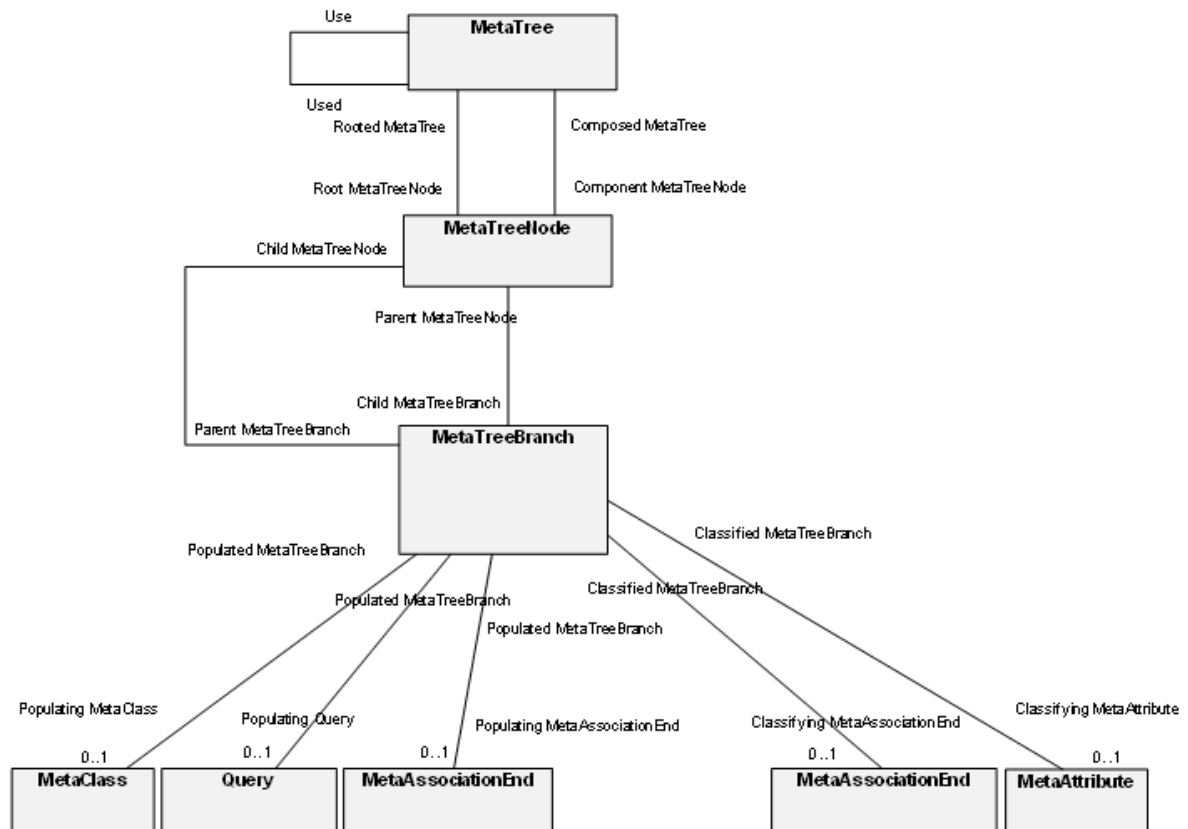 Use
MetaTree
Used
Rooted MetaTree
Composed MetaTree
Root MetaTreeNode
Component MetaTreeNode
MetaTreeNode
Child MetaTreeNode
Parent MetaTreeNode
Child MetaTreeBranch
Parent MetaTreeBranch
MetaTreeBranch
Classified MetaTreeBranch
Populated MetaTreeBranch
Classified MetaTreeBranch
Populated MetaTreeBranch
Populated MetaTreeBranch
Populating MetaClass
Populating Query
Populating MetaAssociationEnd
Classifying MetaAssociationEnd
Classifying MetaAttribute
0..1
0..1
0..1
0..1
0..1
MetaClass
Query
MetaAssociationEnd
MetaAssociationEnd
MetaAttribute